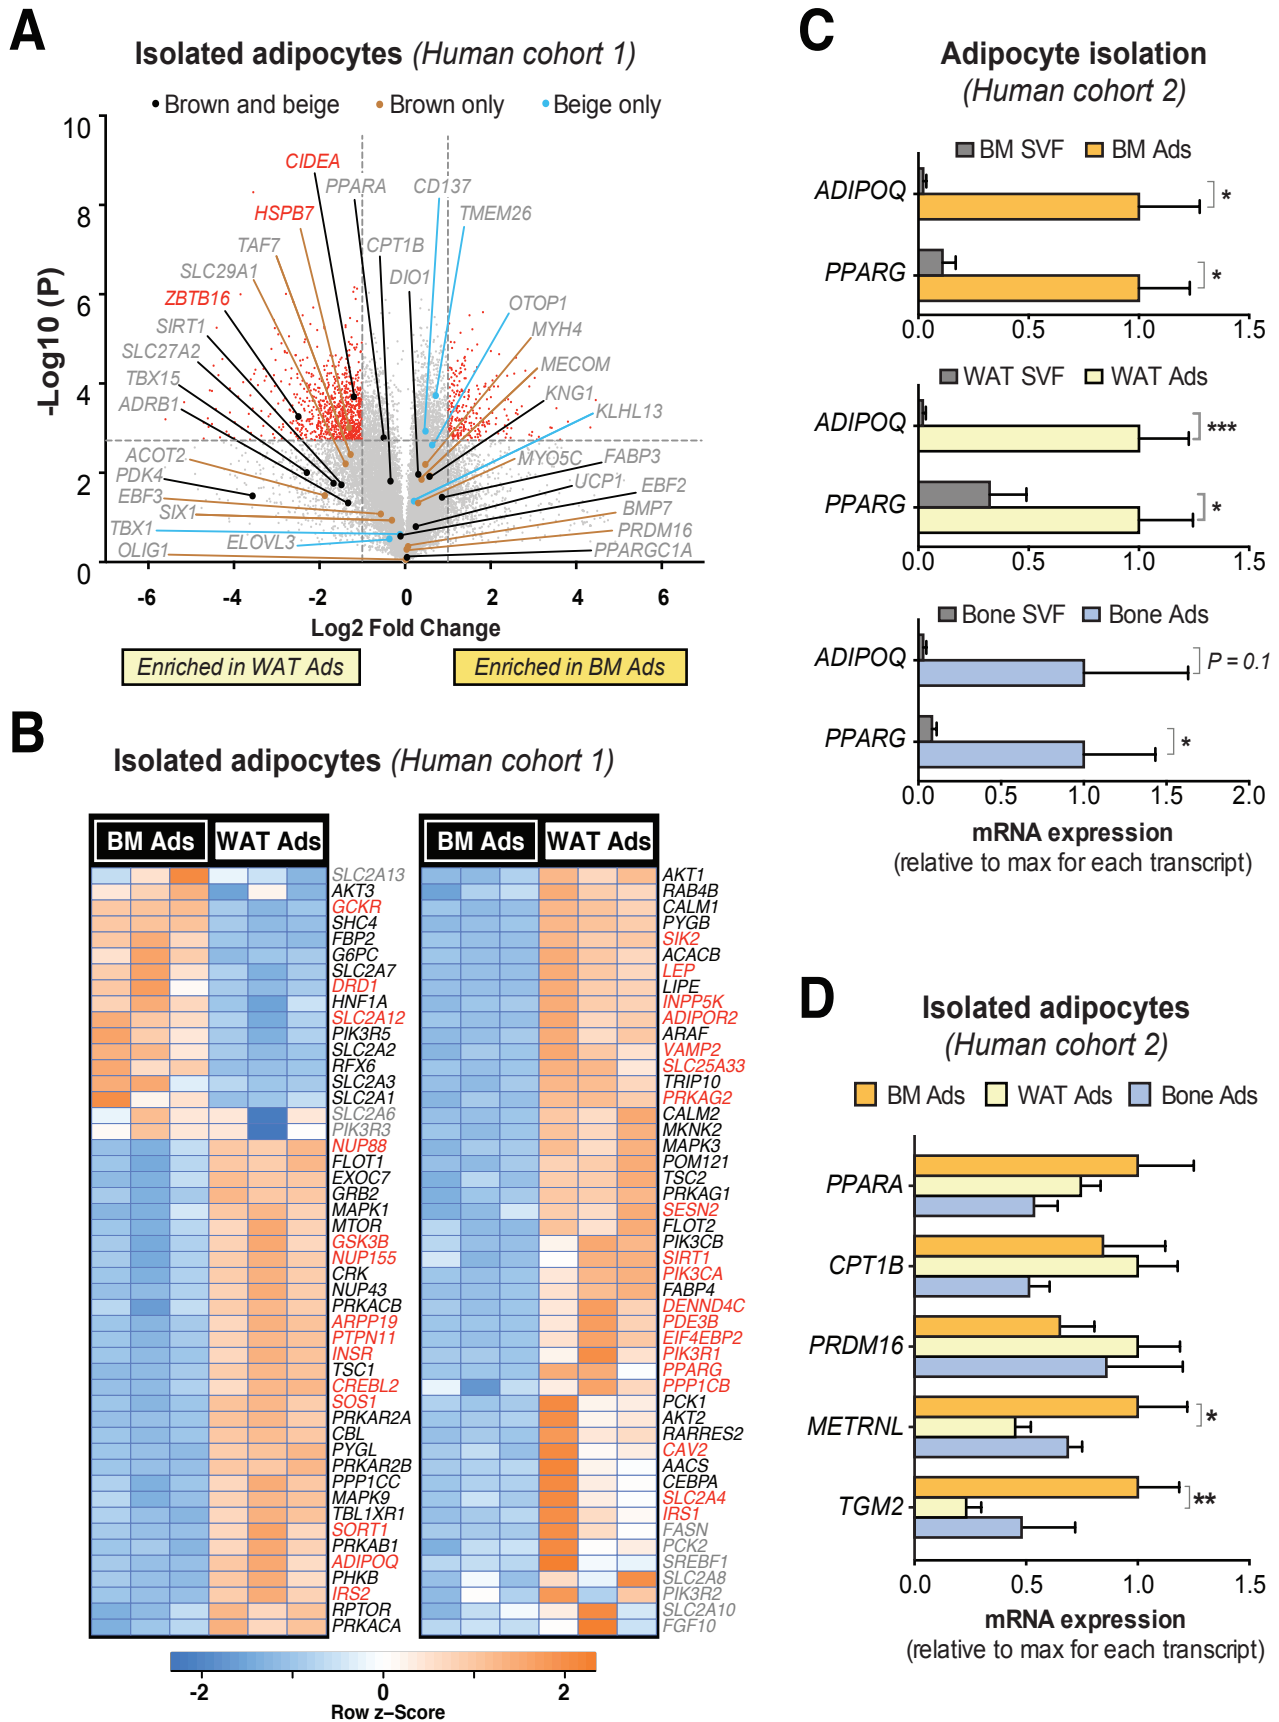 A
Isolated adipocytes (Human cohort 1)
Brown and beige
Brown only
Beige only
-Log10 (P)
10
8
6
4
2
0
CIDEA
PPARA
CD137
HSPB7
TMEM26
TAF7
CPT1B
SLC29A1
DIO1
ZBTB16
OTOP1
SIRT1
MYH4
SLC27A2
MECOM
TBX15
KNG1
ADRB1
KLHL13
ACOT2
MYO5C
FABP3
PDK4
UCP1
EBF2
EBF3
BMP7
SIX1
PRDM16
TBX1
ELOVL3
OLIG1
PPARGC1A
-6
-4
-2
0
2
4
6
Log2 Fold Change
Enriched in WAT Ads
Enriched in BM Ads
B
Isolated adipocytes (Human cohort 1)
BM Ads
WAT Ads
SLC2A13
AKT3
GCKR
SHC4
FBP2
G6PC
SLC2A7
DRD1
HNF1A
SLC2A12
PIK3R5
SLC2A2
RFX6
SLC2A3
SLC2A1
SLC2A6
PIK3R3
NUP88
FLOT1
EXOC7
GRB2
MAPK1
MTOR
GSK3B
NUP155
CRK
NUP43
PRKACB
ARPP19
PTPN11
INSR
TSC1
CREBL2
SOS1
PRKAR2A
CBL
PYGL
PRKAR2B
PPP1CC
MAPK9
TBL1XR1
SORT1
PRKAB1
ADIPOQ
PHKB
IRS2
RPTOR
PRKACA
BM Ads
WAT Ads
AKT1
RAB4B
CALM1
PYGB
SIK2
ACACB
LEP
LIPE
INPP5K
ADIPOR2
ARAF
VAMP2
SLC25A33
TRIP10
PRKAG2
CALM2
MKNK2
MAPK3
POM121
TSC2
PRKAG1
SESN2
FLOT2
PIK3CB
SIRT1
PIK3CA
FABP4
DENND4C
PDE3B
EIF4EBP2
PIK3R1
PPARG
PPP1CB
PCK1
AKT2
RARRES2
CAV2
AACS
CEBPA
SLC2A4
IRS1
FASN
PCK2
SREBF1
SLC2A8
PIK3R2
SLC2A10
FGF10
-2
0
2
Row z–Score
C
Adipocyte isolation
(Human cohort 2)
BM SVF
BM Ads
ADIPOQ
*
PPARG
*
0.0
0.5
1.0
1.5
WAT SVF
WAT Ads
ADIPOQ
***
PPARG
*
0.0
0.5
1.0
1.5
Bone SVF
Bone Ads
ADIPOQ
P = 0.1
PPARG
*
0.0
0.5
1.0
1.5
2.0
mRNA expression
(relative to max for each transcript)
D
Isolated adipocytes
(Human cohort 2)
BM Ads
WAT Ads
Bone Ads
PPARA
CPT1B
PRDM16
METRNL
*
TGM2
**
0.0
0.5
1.0
1.5
mRNA expression
(relative to max for each transcript)